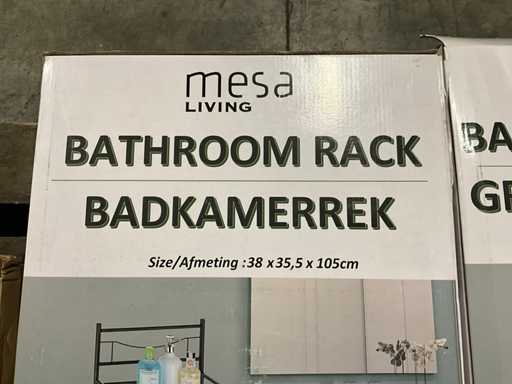 mesa
LIVING
BATHROOM RACK
BADKAMERREK
Size/Afmeting :38 x 35,5 x 105cm